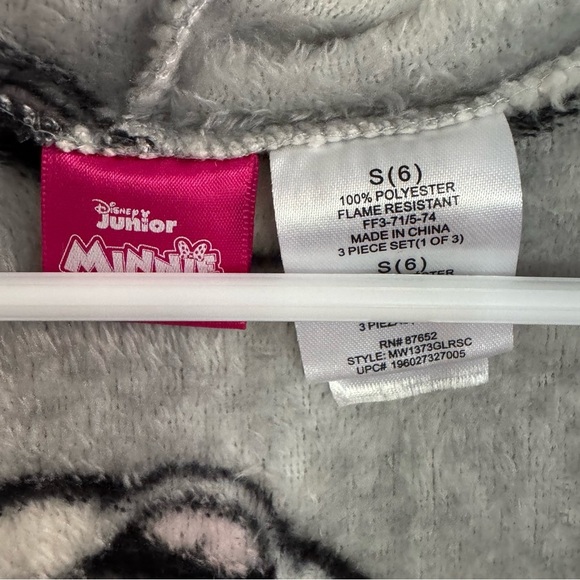 Disney
Junior
MINNIE
S(6)
100% POLYESTER
FLAME RESISTANT
FF3-71/5-74
MADE IN CHINA
3 PIECE SET(1 OF 3)
S(6)
RN# 87652
STYLE: MW1373GLRSC
UPC# 196027327005